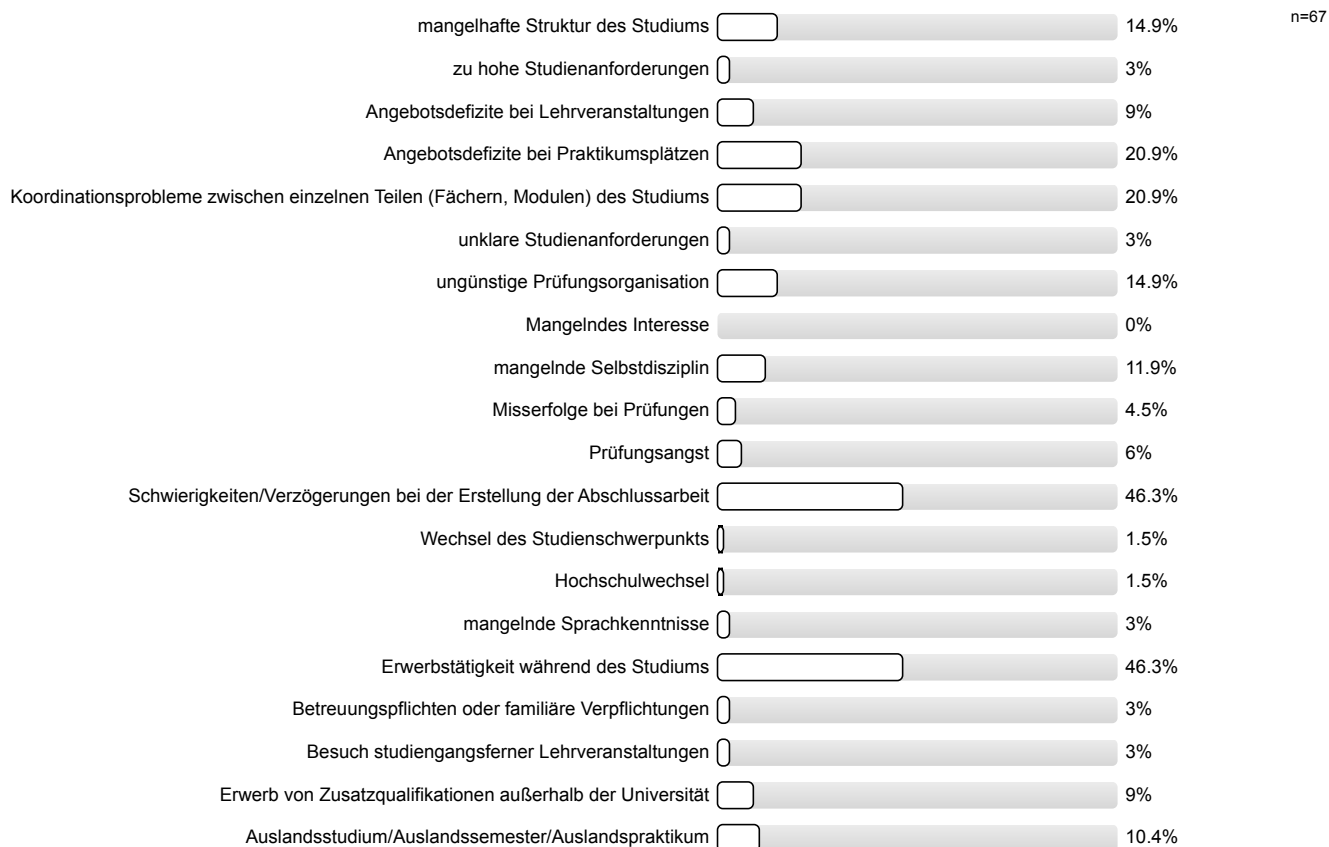 n=67
mangelhafte Struktur des Studiums 14.9%
zu hohe Studienanforderungen 3%
Angebotsdefizite bei Lehrveranstaltungen 9%
Angebotsdefizite bei Praktikumsplätzen 20.9%
Koordinationsprobleme zwischen einzelnen Teilen (Fächern, Modulen) des Studiums 20.9%
unklare Studienanforderungen 3%
ungünstige Prüfungsorganisation 14.9%
Mangelndes Interesse 0%
mangelnde Selbstdisziplin 11.9%
Misserfolge bei Prüfungen 4.5%
Prüfungsangst 6%
Schwierigkeiten/Verzögerungen bei der Erstellung der Abschlussarbeit 46.3%
Wechsel des Studienschwerpunkts 1.5%
Hochschulwechsel 1.5%
mangelnde Sprachkenntnisse 3%
Erwerbstätigkeit während des Studiums 46.3%
Betreuungspflichten oder familiäre Verpflichtungen 3%
Besuch studiengangsferner Lehrveranstaltungen 3%
Erwerb von Zusatzqualifikationen außerhalb der Universität 9%
Auslandsstudium/Auslandssemester/Auslandspraktikum 10.4%